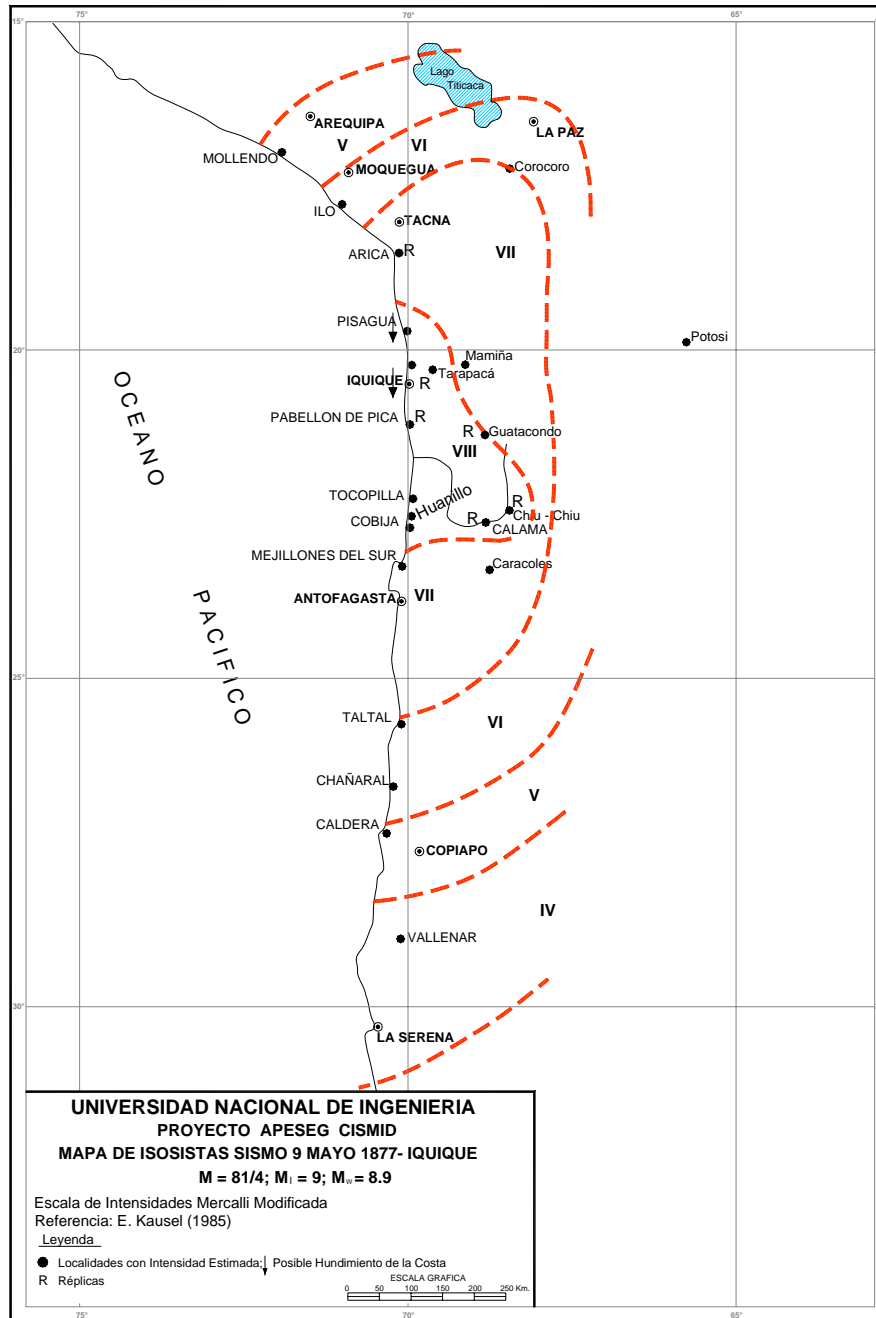 75°
70°
65°
15°
Lago
Titicaca
AREQUIPA
LA PAZ
V
VI
MOLLENDO
MOQUEGUA
Corocoro
ILO
TACNA
ARICA
R
VII
PISAGUA
Potosi
20°
Mamiña
Tarapacá
IQUIQUE
R
OCEANO
PABELLON DE PICA
R
R
Guatacondo
VIII
TOCOPILLA
Huanillo
R
Chiu - Chiu
COBIJA
R
CALAMA
MEJILLONES DEL SUR
Caracoles
ANTOFAGASTA
VII
PACIFICO
25°
TALTAL
VI
CHAÑARAL
V
CALDERA
COPIAPO
IV
VALLENAR
30°
LA SERENA
UNIVERSIDAD NACIONAL DE INGENIERIA
PROYECTO APESEG CISMID
MAPA DE ISOSISTAS SISMO 9 MAYO 1877- IQUIQUE
M = 81/4; MI = 9; Mw = 8.9
Escala de Intensidades Mercalli Modificada
Referencia: E. Kausel (1985)
Leyenda
Localidades con Intensidad Estimada; Posible Hundimiento de la Costa
R Réplicas
ESCALA GRAFICA
0 50 100 150 200 250 Km.
75°
70°
65°